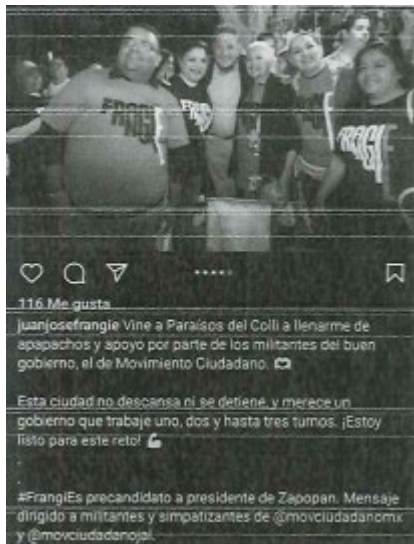 FRANGIE
FRANGIE
116 Me gusta
juanjosefrangie Vine a Paraísos del Colli a llenarme de
apapachos y apoyo por parte de los militantes del buen
gobierno, el de Movimiento Ciudadano.
Esta ciudad no descansa ni se detiene, y merece un
gobierno que trabaje uno, dos y hasta tres turnos. ¡Estoy
listo para este reto!
.
.
#FrangiEs precandidato a presidente de Zapopan. Mensaje
dirigido a militantes y simpatizantes de @movciudadanomx
y @movciudadanojal.